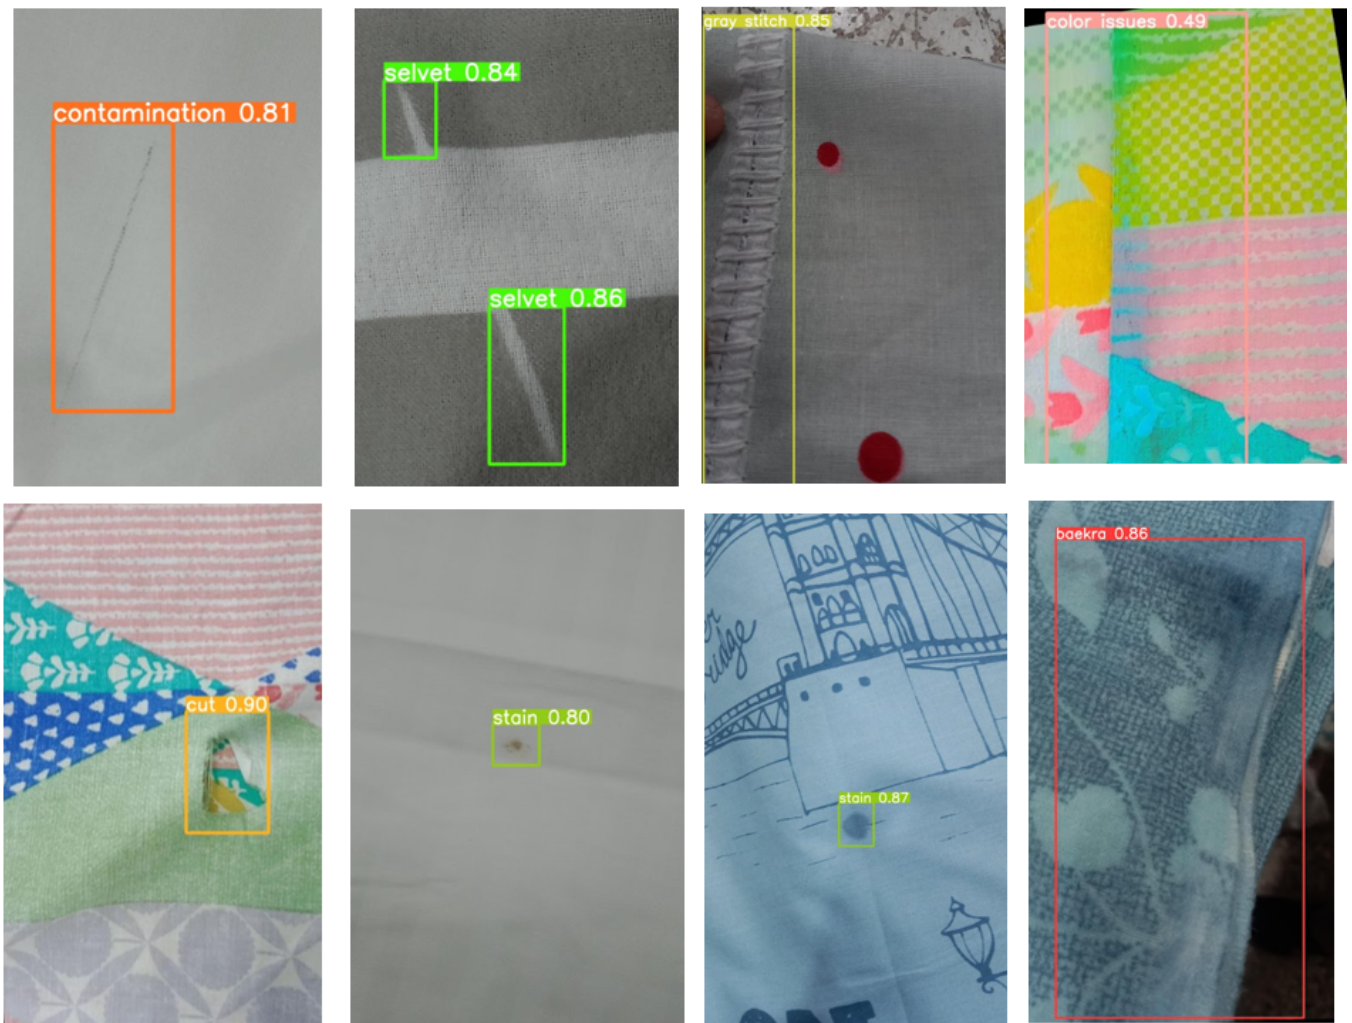 contamination 0.81
selvet 0.84
selvet 0.86
gray stitch 0.85
color issues 0.49
cut 0.90
stain 0.80
stain 0.87
baekra 0.86